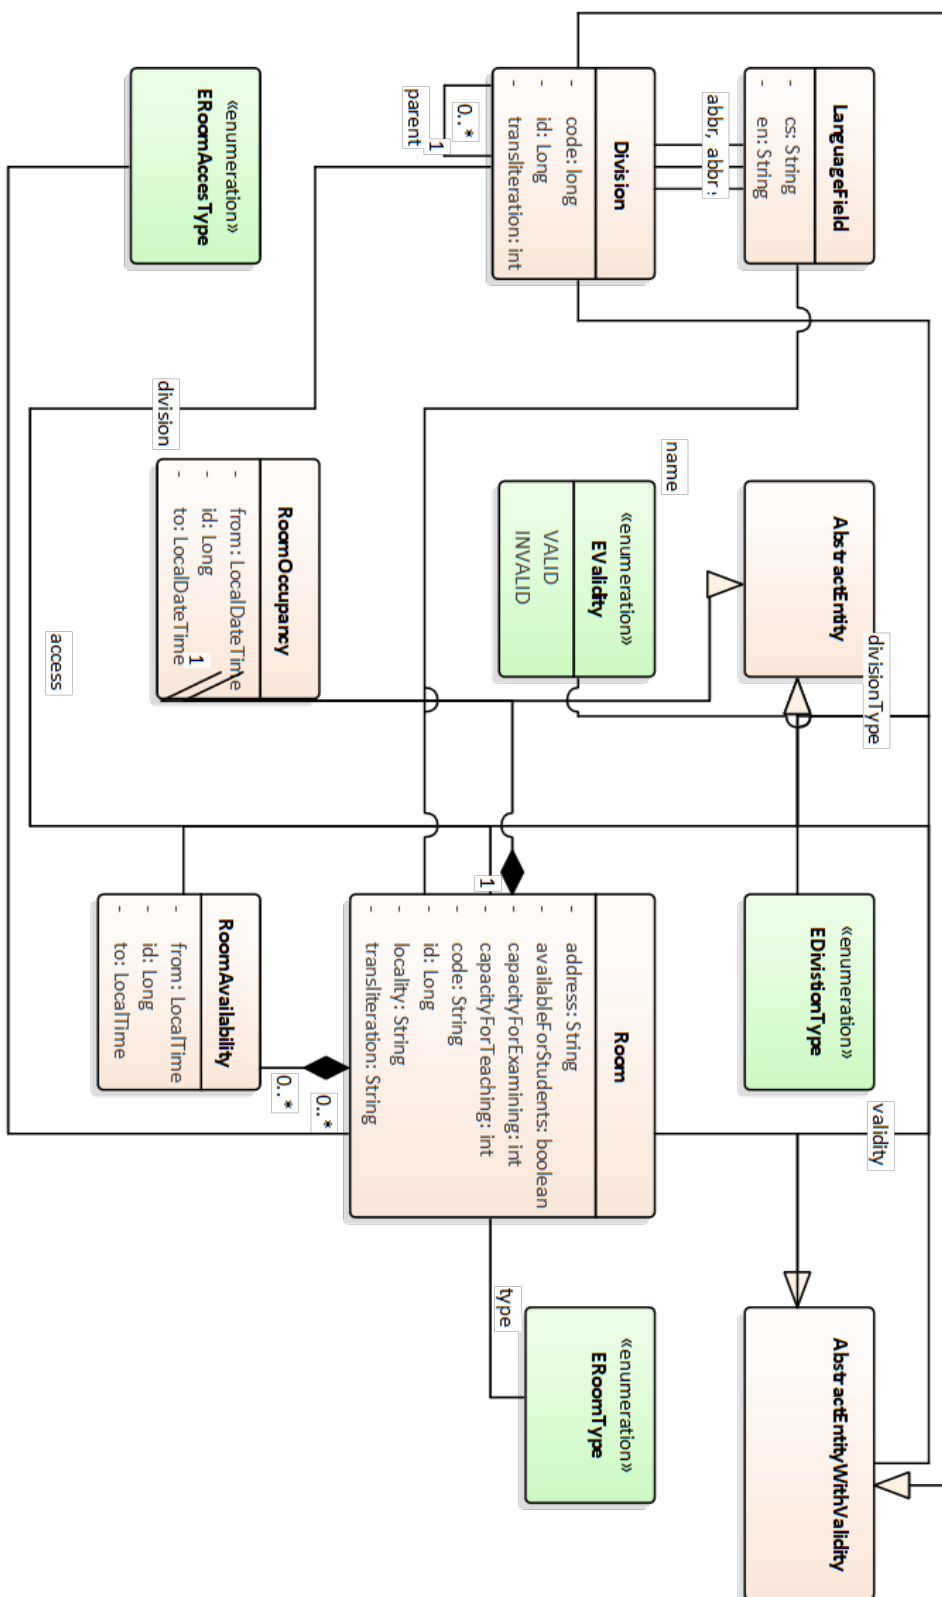 LanguageField
- cs: String
- en: String
AbstractEntity
divisionType
«enumeration»
EDivistionType
validity
AbstractEntityWithValidity
abbr, abbr
name
Division
- code: long
- id: Long
- transliteration: int
0..*
1
parent
«enumeration»
EValidity
VALID
INVALID
Room
- address: String
- availableForStudents: boolean
- capacityForExamining: int
- capacityForTeaching: int
- code: String
- id: Long
- locality: String
- transliteration: String
1
0..*
0..*
type
«enumeration»
ERoomType
«enumeration»
ERoomAccesType
division
RoomOccupancy
- from: LocalDateTime
- id: Long
- to: LocalDateTime
1
RoomAvailability
- from: LocalTime
- id: Long
- to: LocalTime
access